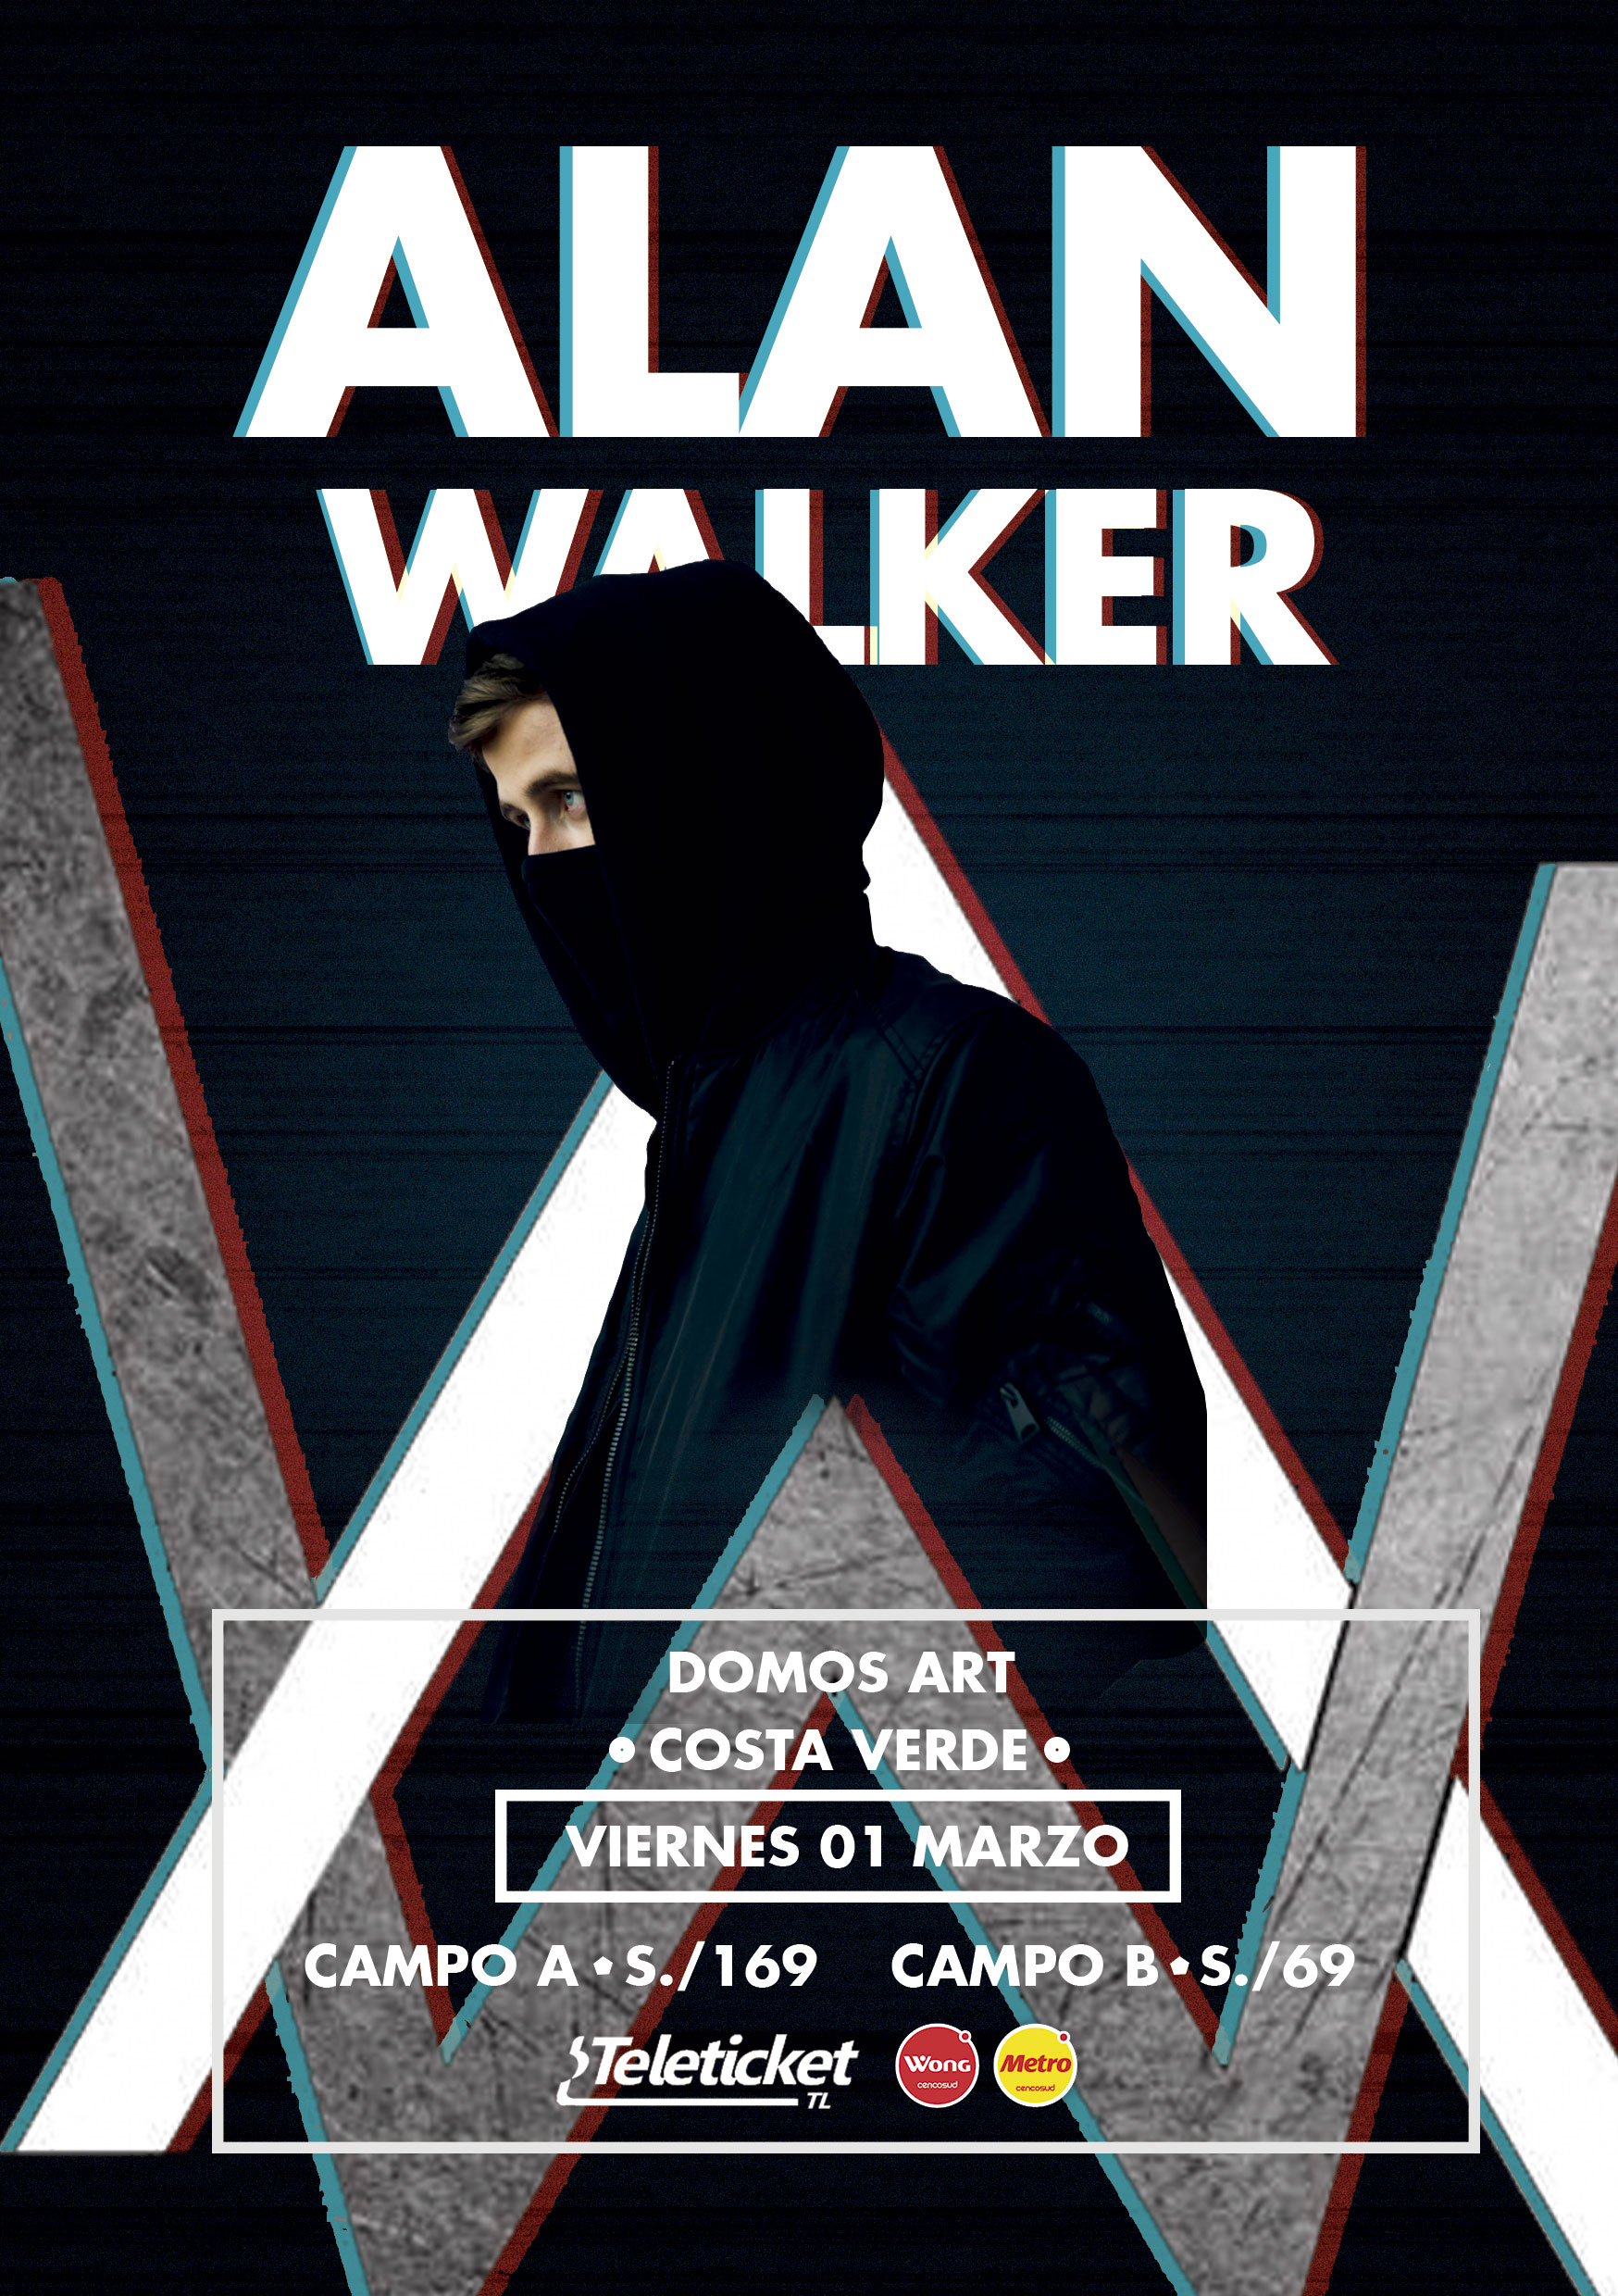 ALAN
WALKER
DOMOS ART
• COSTA VERDE •
VIERNES 01 MARZO
CAMPO A • S./169 CAMPO B • S./69
Teleticket
TL
Wong
cencosud
Metro
cencosud